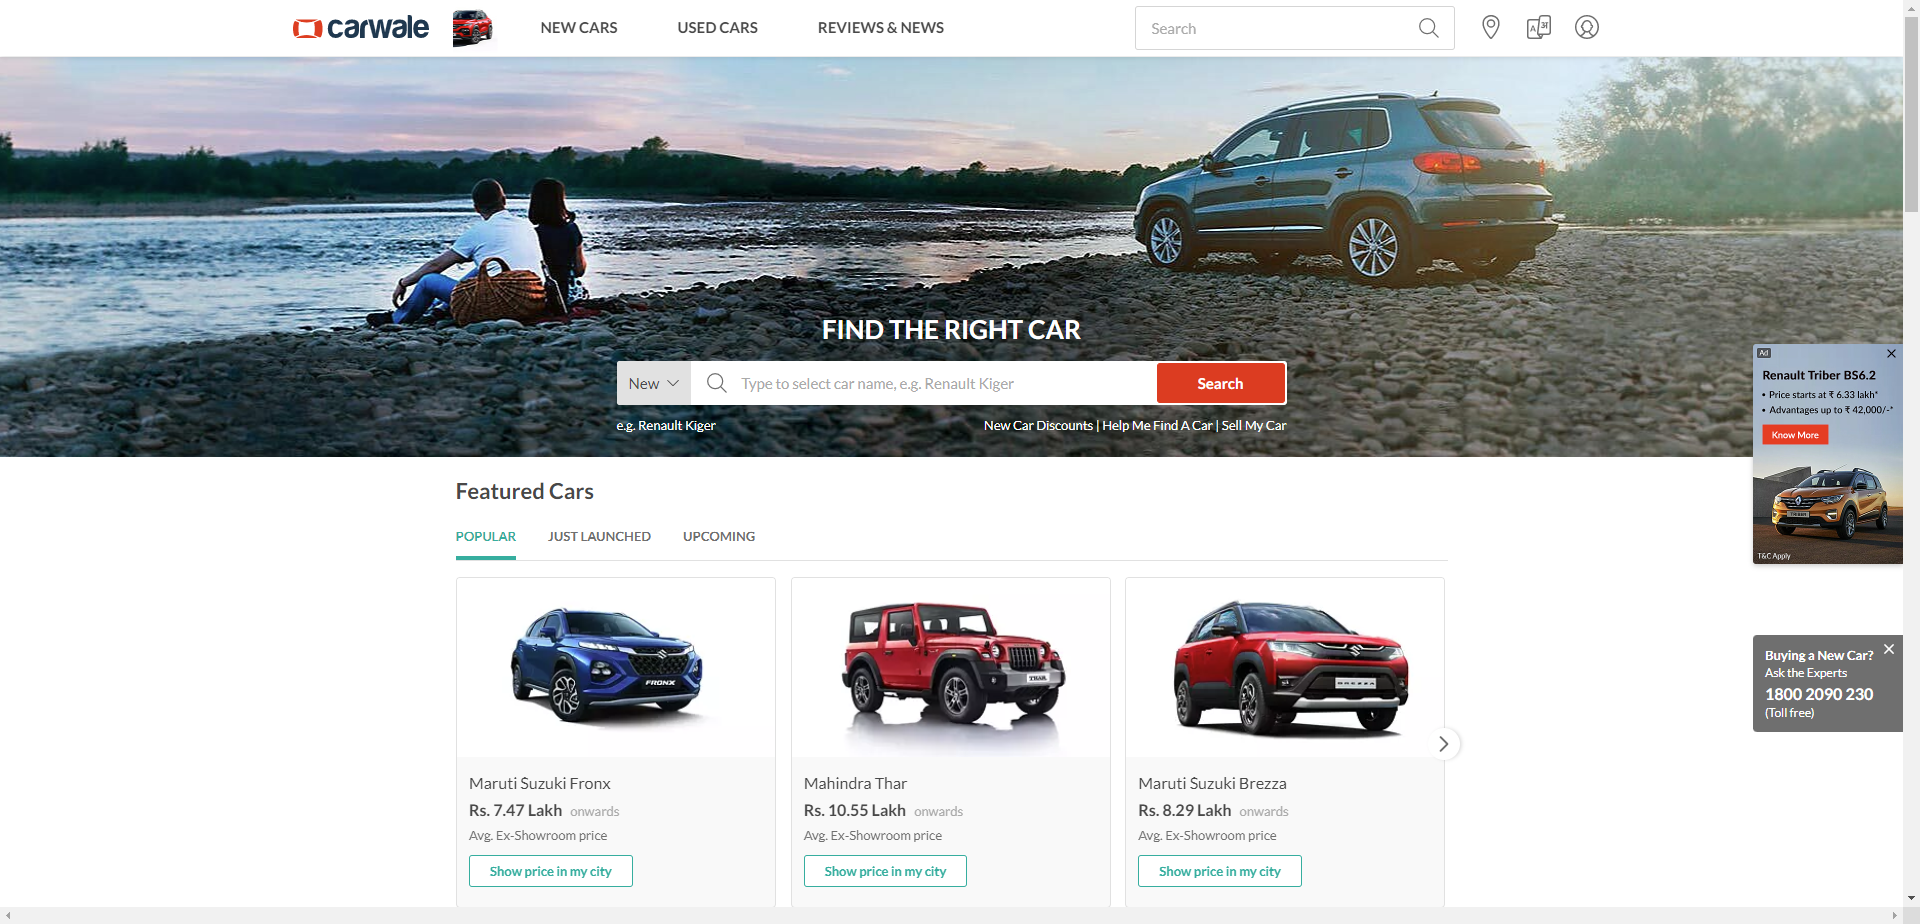 carwale
NEW CARS
USED CARS
REVIEWS & NEWS
Search
FIND THE RIGHT CAR
New
Type to select car name, e.g. Renault Kiger
Search
e.g. Renault Kiger
New Car Discounts | Help Me Find A Car | Sell My Car
Ad
Renault Triber BS6.2
• Price starts at ₹ 6.33 lakh*
• Advantages up to ₹ 42,000/-*
Know More
TRIBER
T&C Apply
Featured Cars
POPULAR
JUST LAUNCHED
UPCOMING
FRONX
THAR
BREZZA
Buying a New Car?
Ask the Experts
1800 2090 230
(Toll free)
Maruti Suzuki Fronx
Rs. 7.47 Lakh onwards
Avg. Ex-Showroom price
Show price in my city
Mahindra Thar
Rs. 10.55 Lakh onwards
Avg. Ex-Showroom price
Show price in my city
Maruti Suzuki Brezza
Rs. 8.29 Lakh onwards
Avg. Ex-Showroom price
Show price in my city